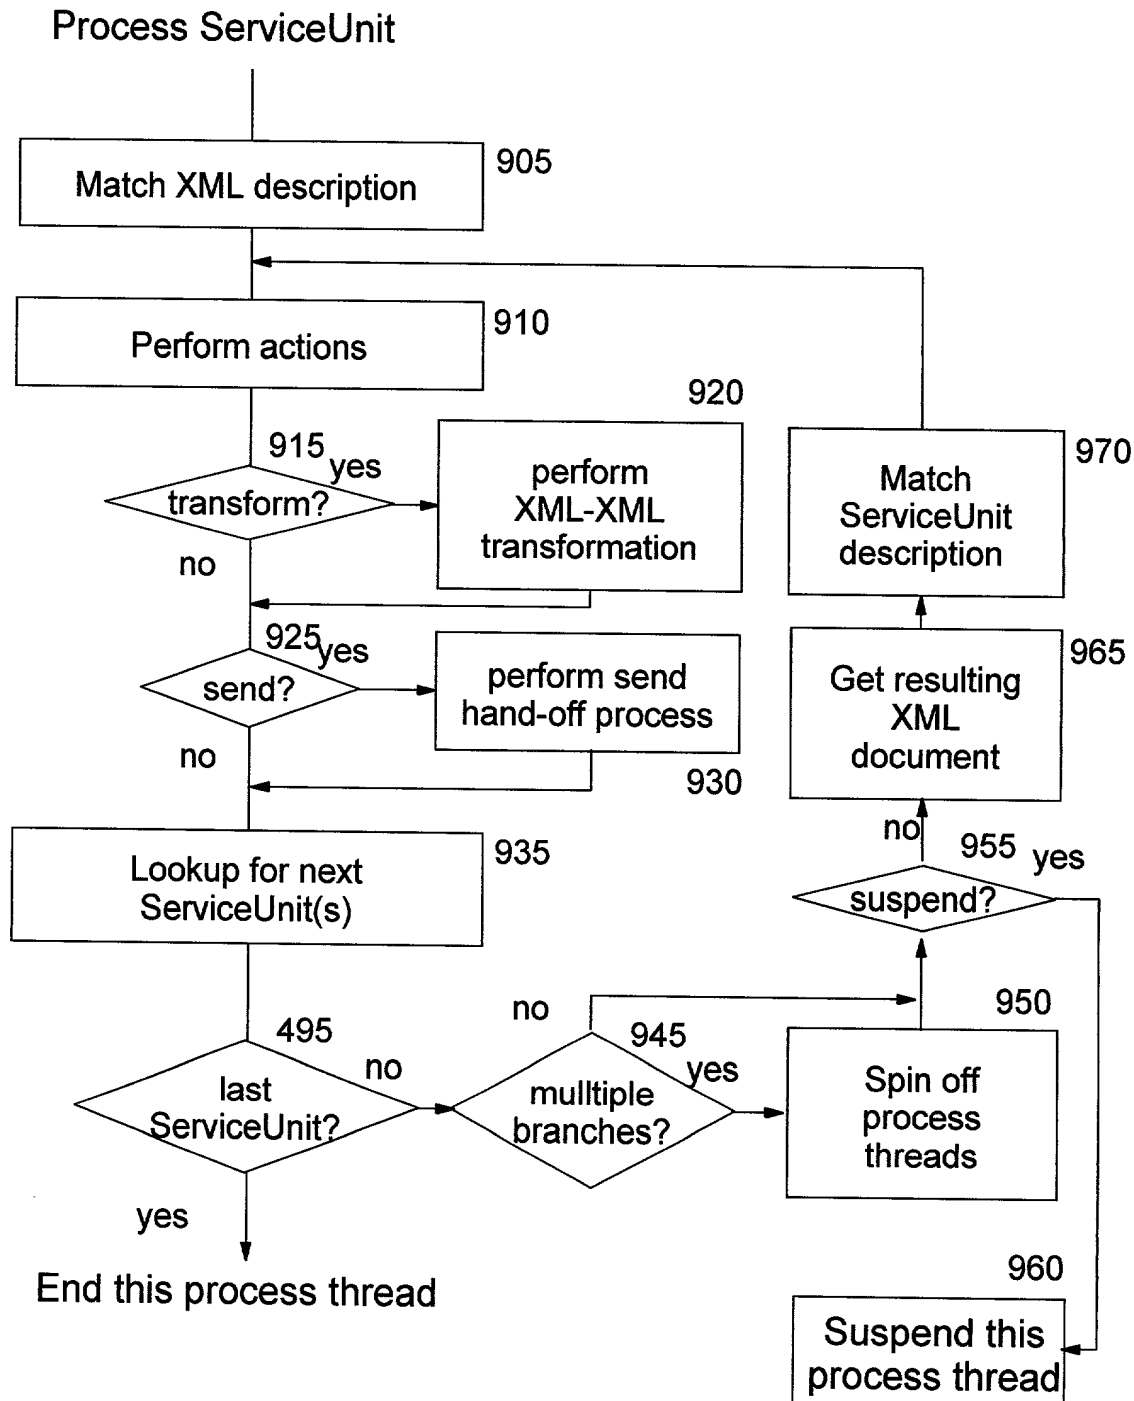 Process ServiceUnit
905
Match XML description
910
Perform actions
920
915
yes
transform?
perform
XML-XML
transformation
no
970
Match
ServiceUnit
description
925
yes
send?
perform send
hand-off process
no
930
965
Get resulting
XML
document
935
Lookup for next
ServiceUnit(s)
no
955
yes
suspend?
495
no
last
ServiceUnit?
yes
no
945
yes
mulltiple
branches?
950
Spin off
process
threads
End this process thread
960
Suspend this
process thread